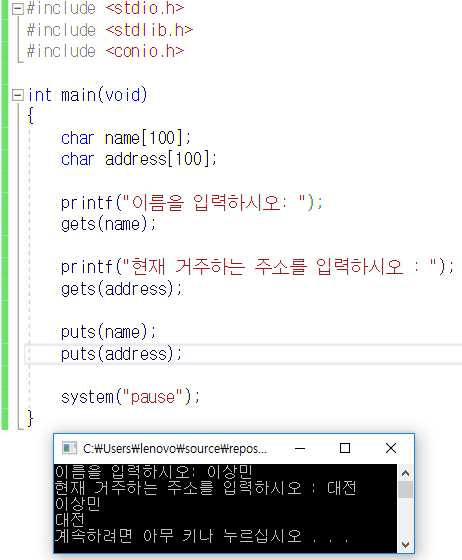 #include <stdio.h>
#include <stdlib.h>
#include <conio.h>
int main(void)
{
char name[100];
char address[100];
printf("이름을 입력하시오: ");
gets(name);
printf("현재 거주하는 주소를 입력하시오 : ");
gets(address);
puts(name);
puts(address);
system("pause");
}
C:₩Users₩lenovo₩source₩repos...
이름을 입력하시오: 이상민
현재 거주하는 주소를 입력하시오 : 대전
이상민
대전
계속하려면 아무 키나 누르십시오 . . .